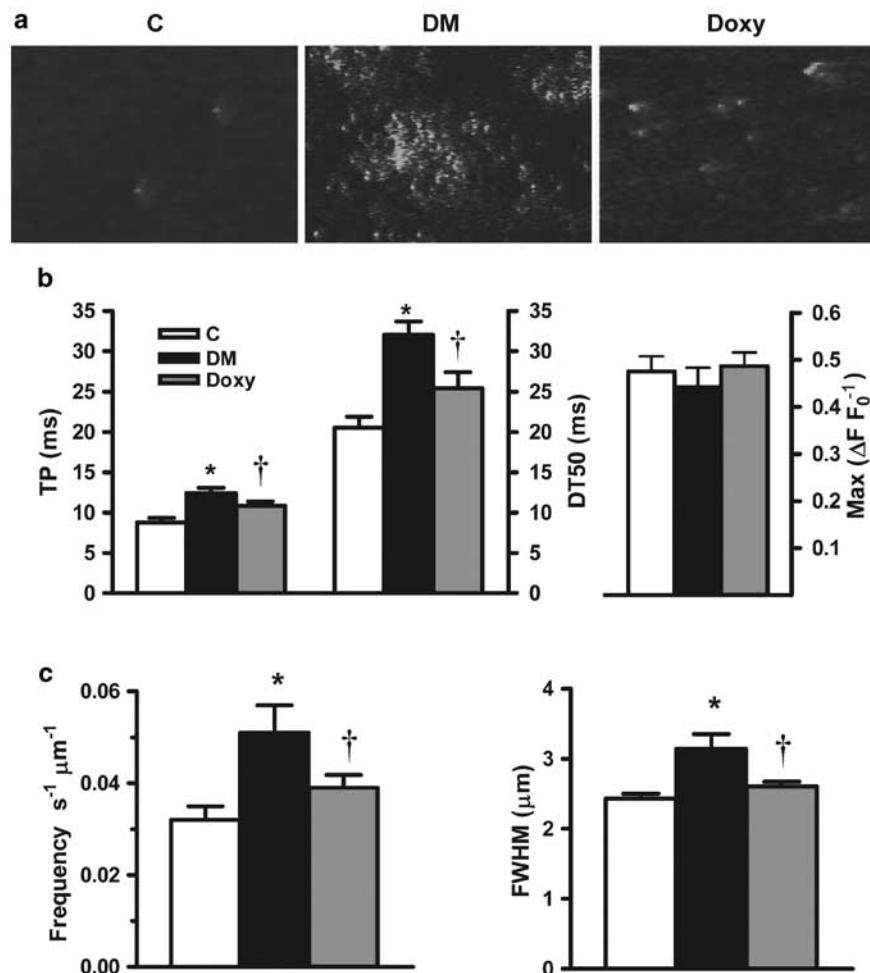 a
C DM Doxy
b
35 30 25 20 15 10 5 0
TP (ms)
C
DM
Doxy
* †
* †
35 30 25 20 15 10 5 0
DT50 (ms)
0.6 0.5 0.4 0.3 0.2 0.1
Max (ΔF F₀⁻¹)
c
0.06 0.04 0.02 0.00
Frequency s⁻¹ μm⁻¹
* †
4 3 2 1 0
FWHM (μm)
* †